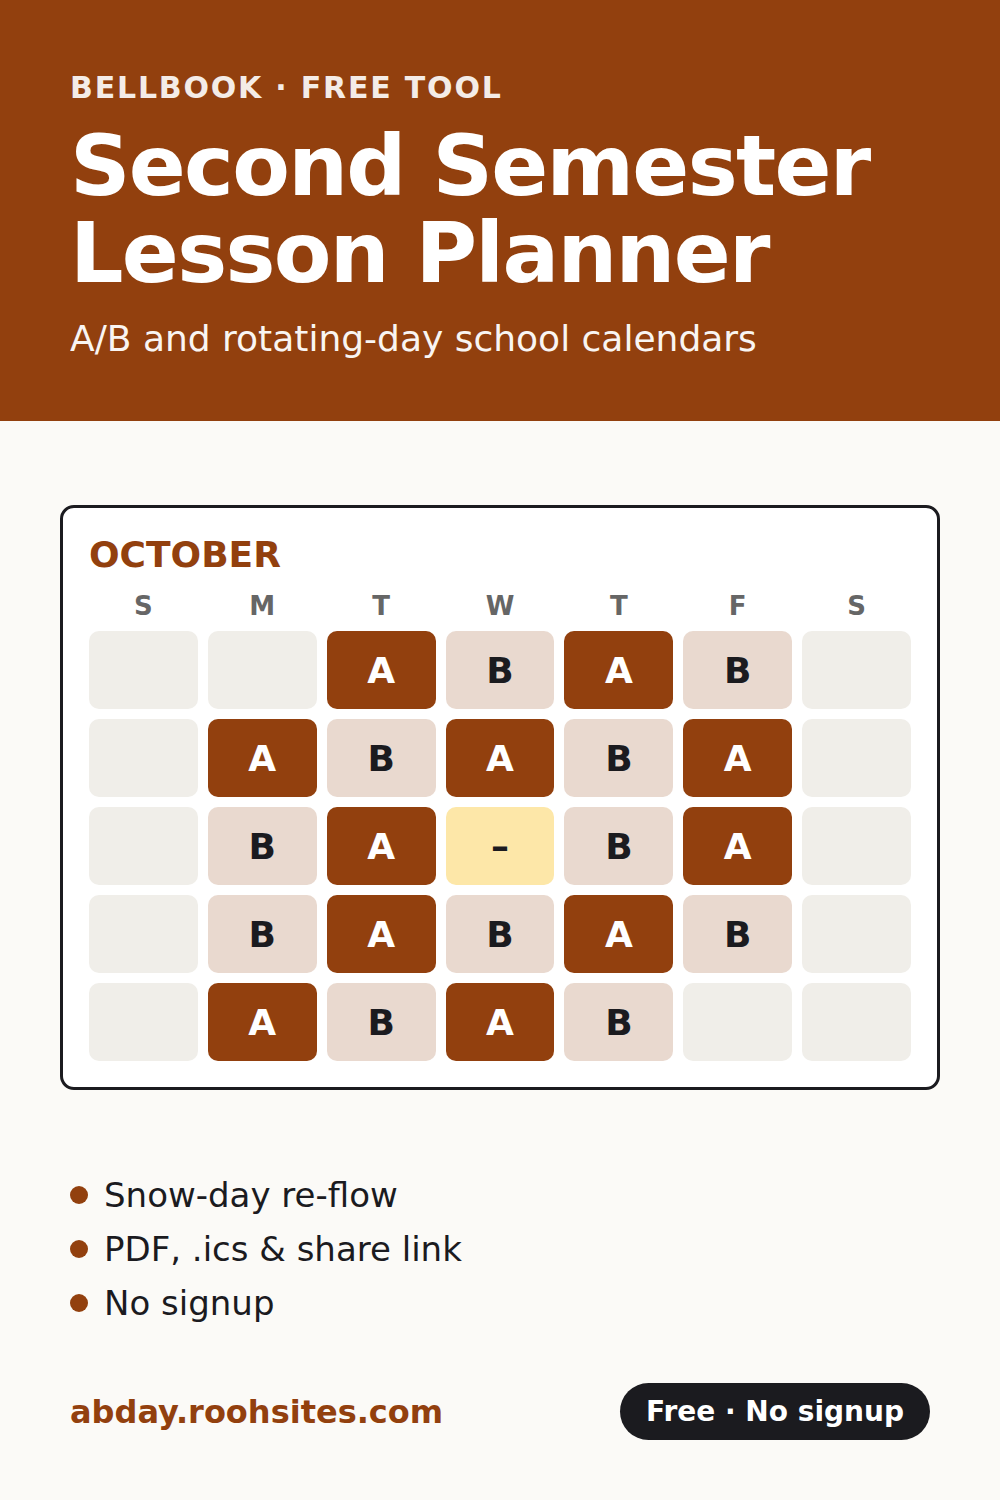 BELLBOOK · FREE TOOL
Second Semester
Lesson Planner
A/B and rotating-day school calendars
OCTOBER
S M T W T F S
A B A B
A B A B A
B A – B A
B A B A B
A B A B
Snow-day re-flow
PDF, .ics & share link
No signup
abday.roohsites.com
Free · No signup